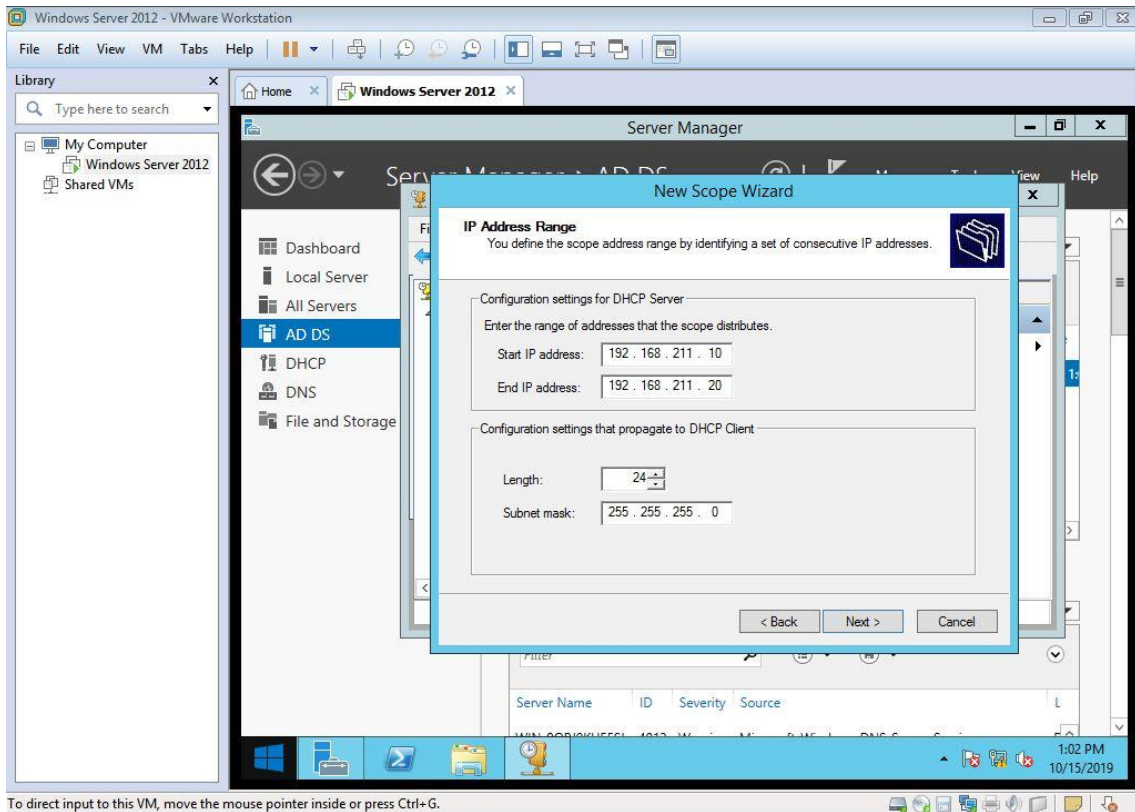 Windows Server 2012 - VMware Workstation
File Edit View VM Tabs Help
Library x
Home × Windows Server 2012 ×
Type here to search
My Computer
Windows Server 2012
Shared VMs
Server Manager
Server Manager AD DS View Help
New Scope Wizard x
Dashboard
Local Server
All Servers
AD DS
DHCP
DNS
File and Storage
IP Address Range
You define the scope address range by identifying a set of consecutive IP addresses.
Configuration settings for DHCP Server
Enter the range of addresses that the scope distributes.
Start IP address: 192 . 168 . 211 . 10
End IP address: 192 . 168 . 211 . 20
Configuration settings that propagate to DHCP Client
Length: 24
Subnet mask: 255 . 255 . 255 . 0
< Back Next > Cancel
Filter
Server Name ID Severity Source
1:02 PM
10/15/2019
To direct input to this VM, move the mouse pointer inside or press Ctrl+G.